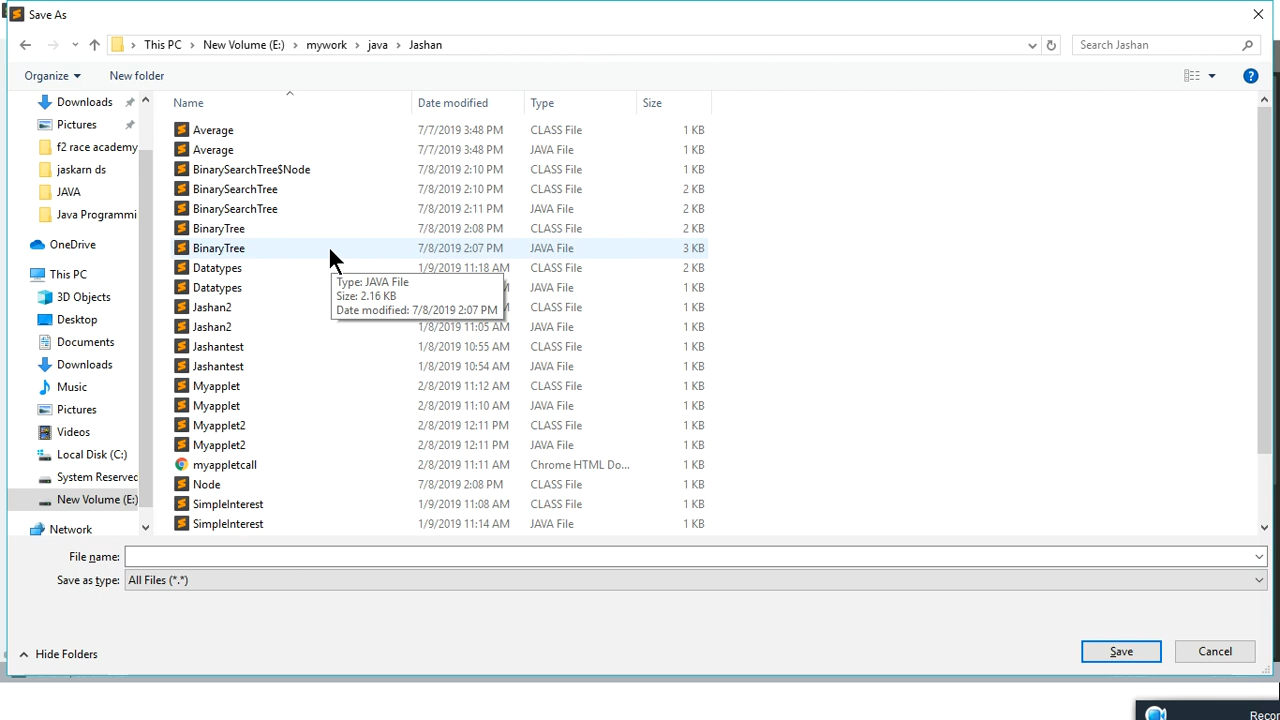 Save As
This PC > New Volume (E:) > mywork > java > Jashan
Search Jashan
Organize
New folder
Downloads
Pictures
f2 race academy
jaskarn ds
JAVA
Java Programmi
OneDrive
This PC
3D Objects
Desktop
Documents
Downloads
Music
Pictures
Videos
Local Disk (C:)
System Reserved
New Volume (E:)
Network
Name Date modified Type Size
Average 7/7/2019 3:48 PM CLASS File 1 KB
Average 7/7/2019 3:48 PM JAVA File 1 KB
BinarySearchTree$Node 7/8/2019 2:10 PM CLASS File 1 KB
BinarySearchTree 7/8/2019 2:10 PM CLASS File 2 KB
BinarySearchTree 7/8/2019 2:11 PM JAVA File 2 KB
BinaryTree 7/8/2019 2:08 PM CLASS File 2 KB
BinaryTree 7/8/2019 2:07 PM JAVA File 3 KB
Datatypes 1/9/2019 11:18 AM CLASS File 2 KB
Datatypes JAVA File 1 KB
Jashan2 CLASS File 1 KB
Jashan2 1/8/2019 11:05 AM JAVA File 1 KB
Jashantest 1/8/2019 10:55 AM CLASS File 1 KB
Jashantest 1/8/2019 10:54 AM JAVA File 1 KB
Myapplet 2/8/2019 11:12 AM CLASS File 1 KB
Myapplet 2/8/2019 11:10 AM JAVA File 1 KB
Myapplet2 2/8/2019 12:11 PM CLASS File 1 KB
Myapplet2 2/8/2019 12:11 PM JAVA File 1 KB
myappletcall 2/8/2019 11:11 AM Chrome HTML Do... 1 KB
Node 7/8/2019 2:08 PM CLASS File 1 KB
SimpleInterest 1/9/2019 11:08 AM CLASS File 1 KB
SimpleInterest 1/9/2019 11:14 AM JAVA File 1 KB
Type: JAVA File
Size: 2.16 KB
Date modified: 7/8/2019 2:07 PM
File name:
Save as type: All Files (*.*)
Hide Folders
Save
Cancel
Recor